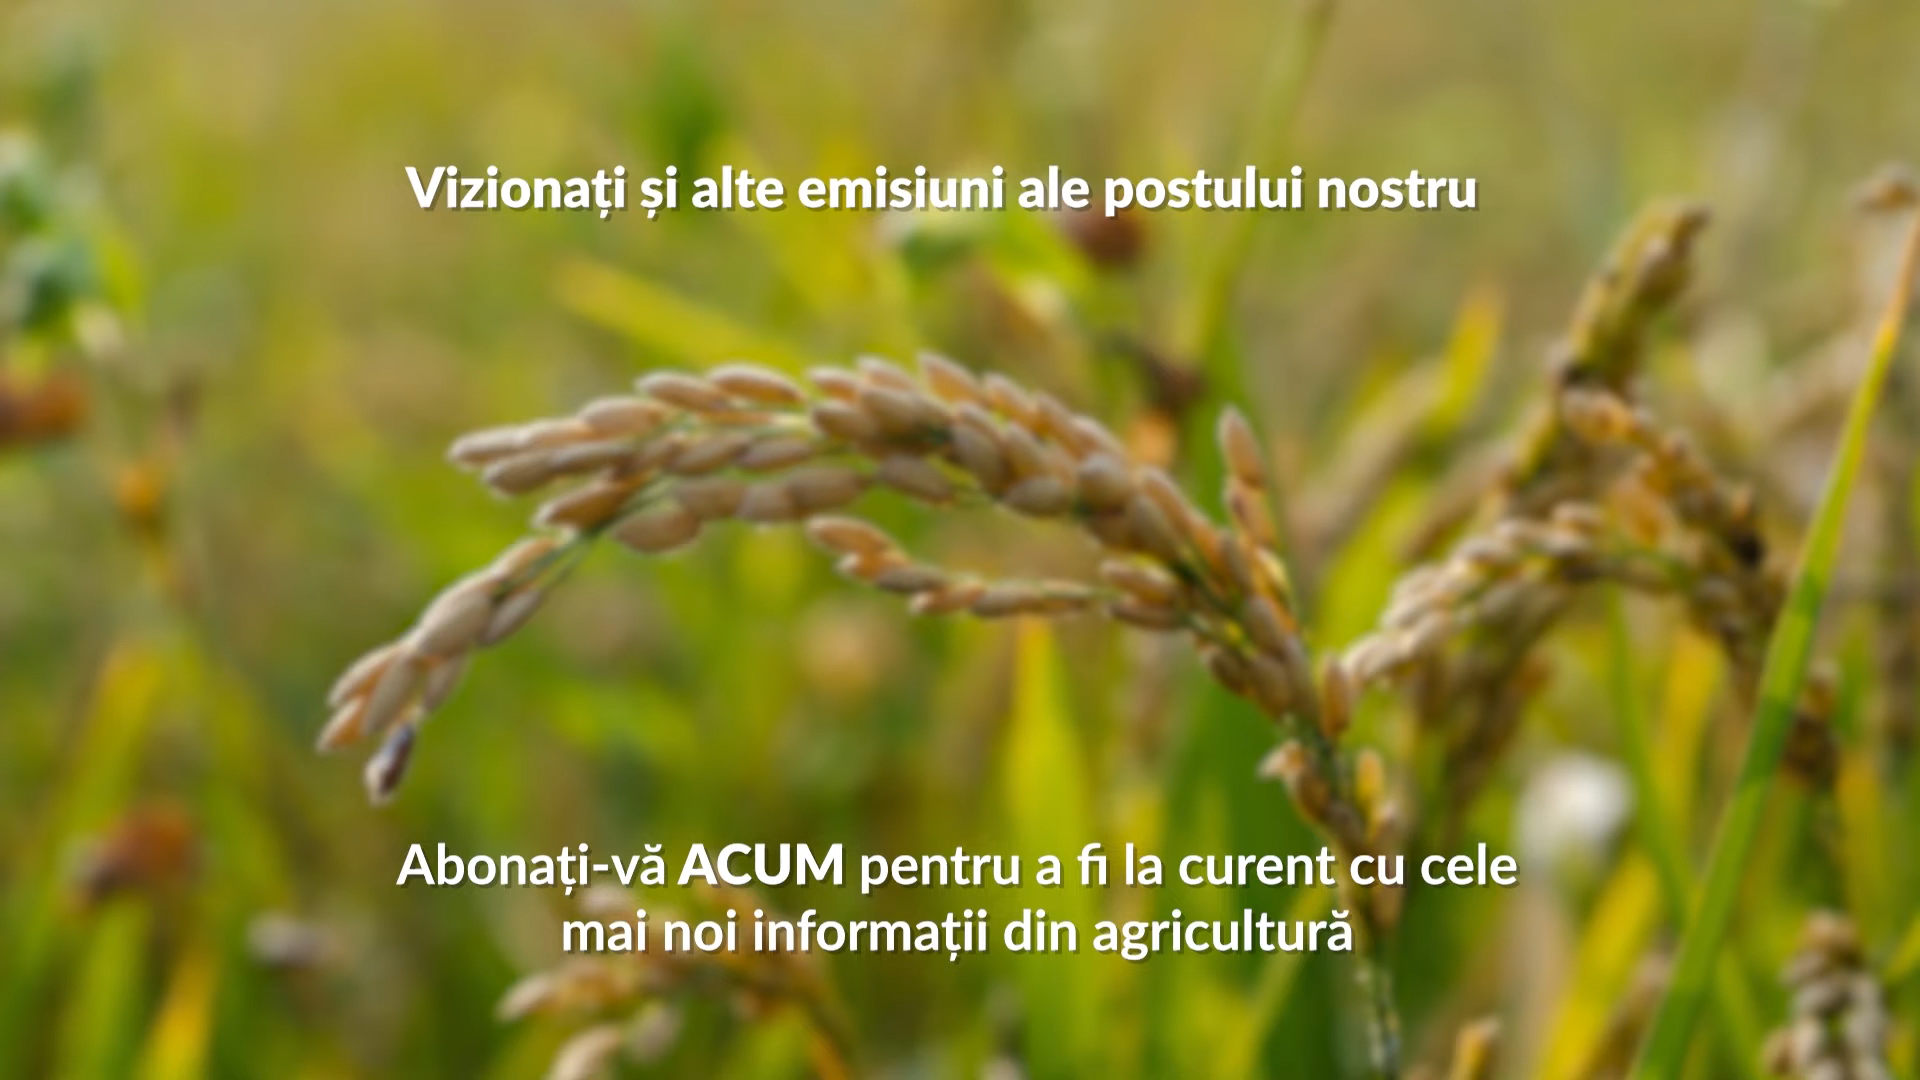 Vizionați și alte emisiuni ale postului nostru
Abonați-vă ACUM pentru a fi la curent cu cele
mai noi informații din agricultură